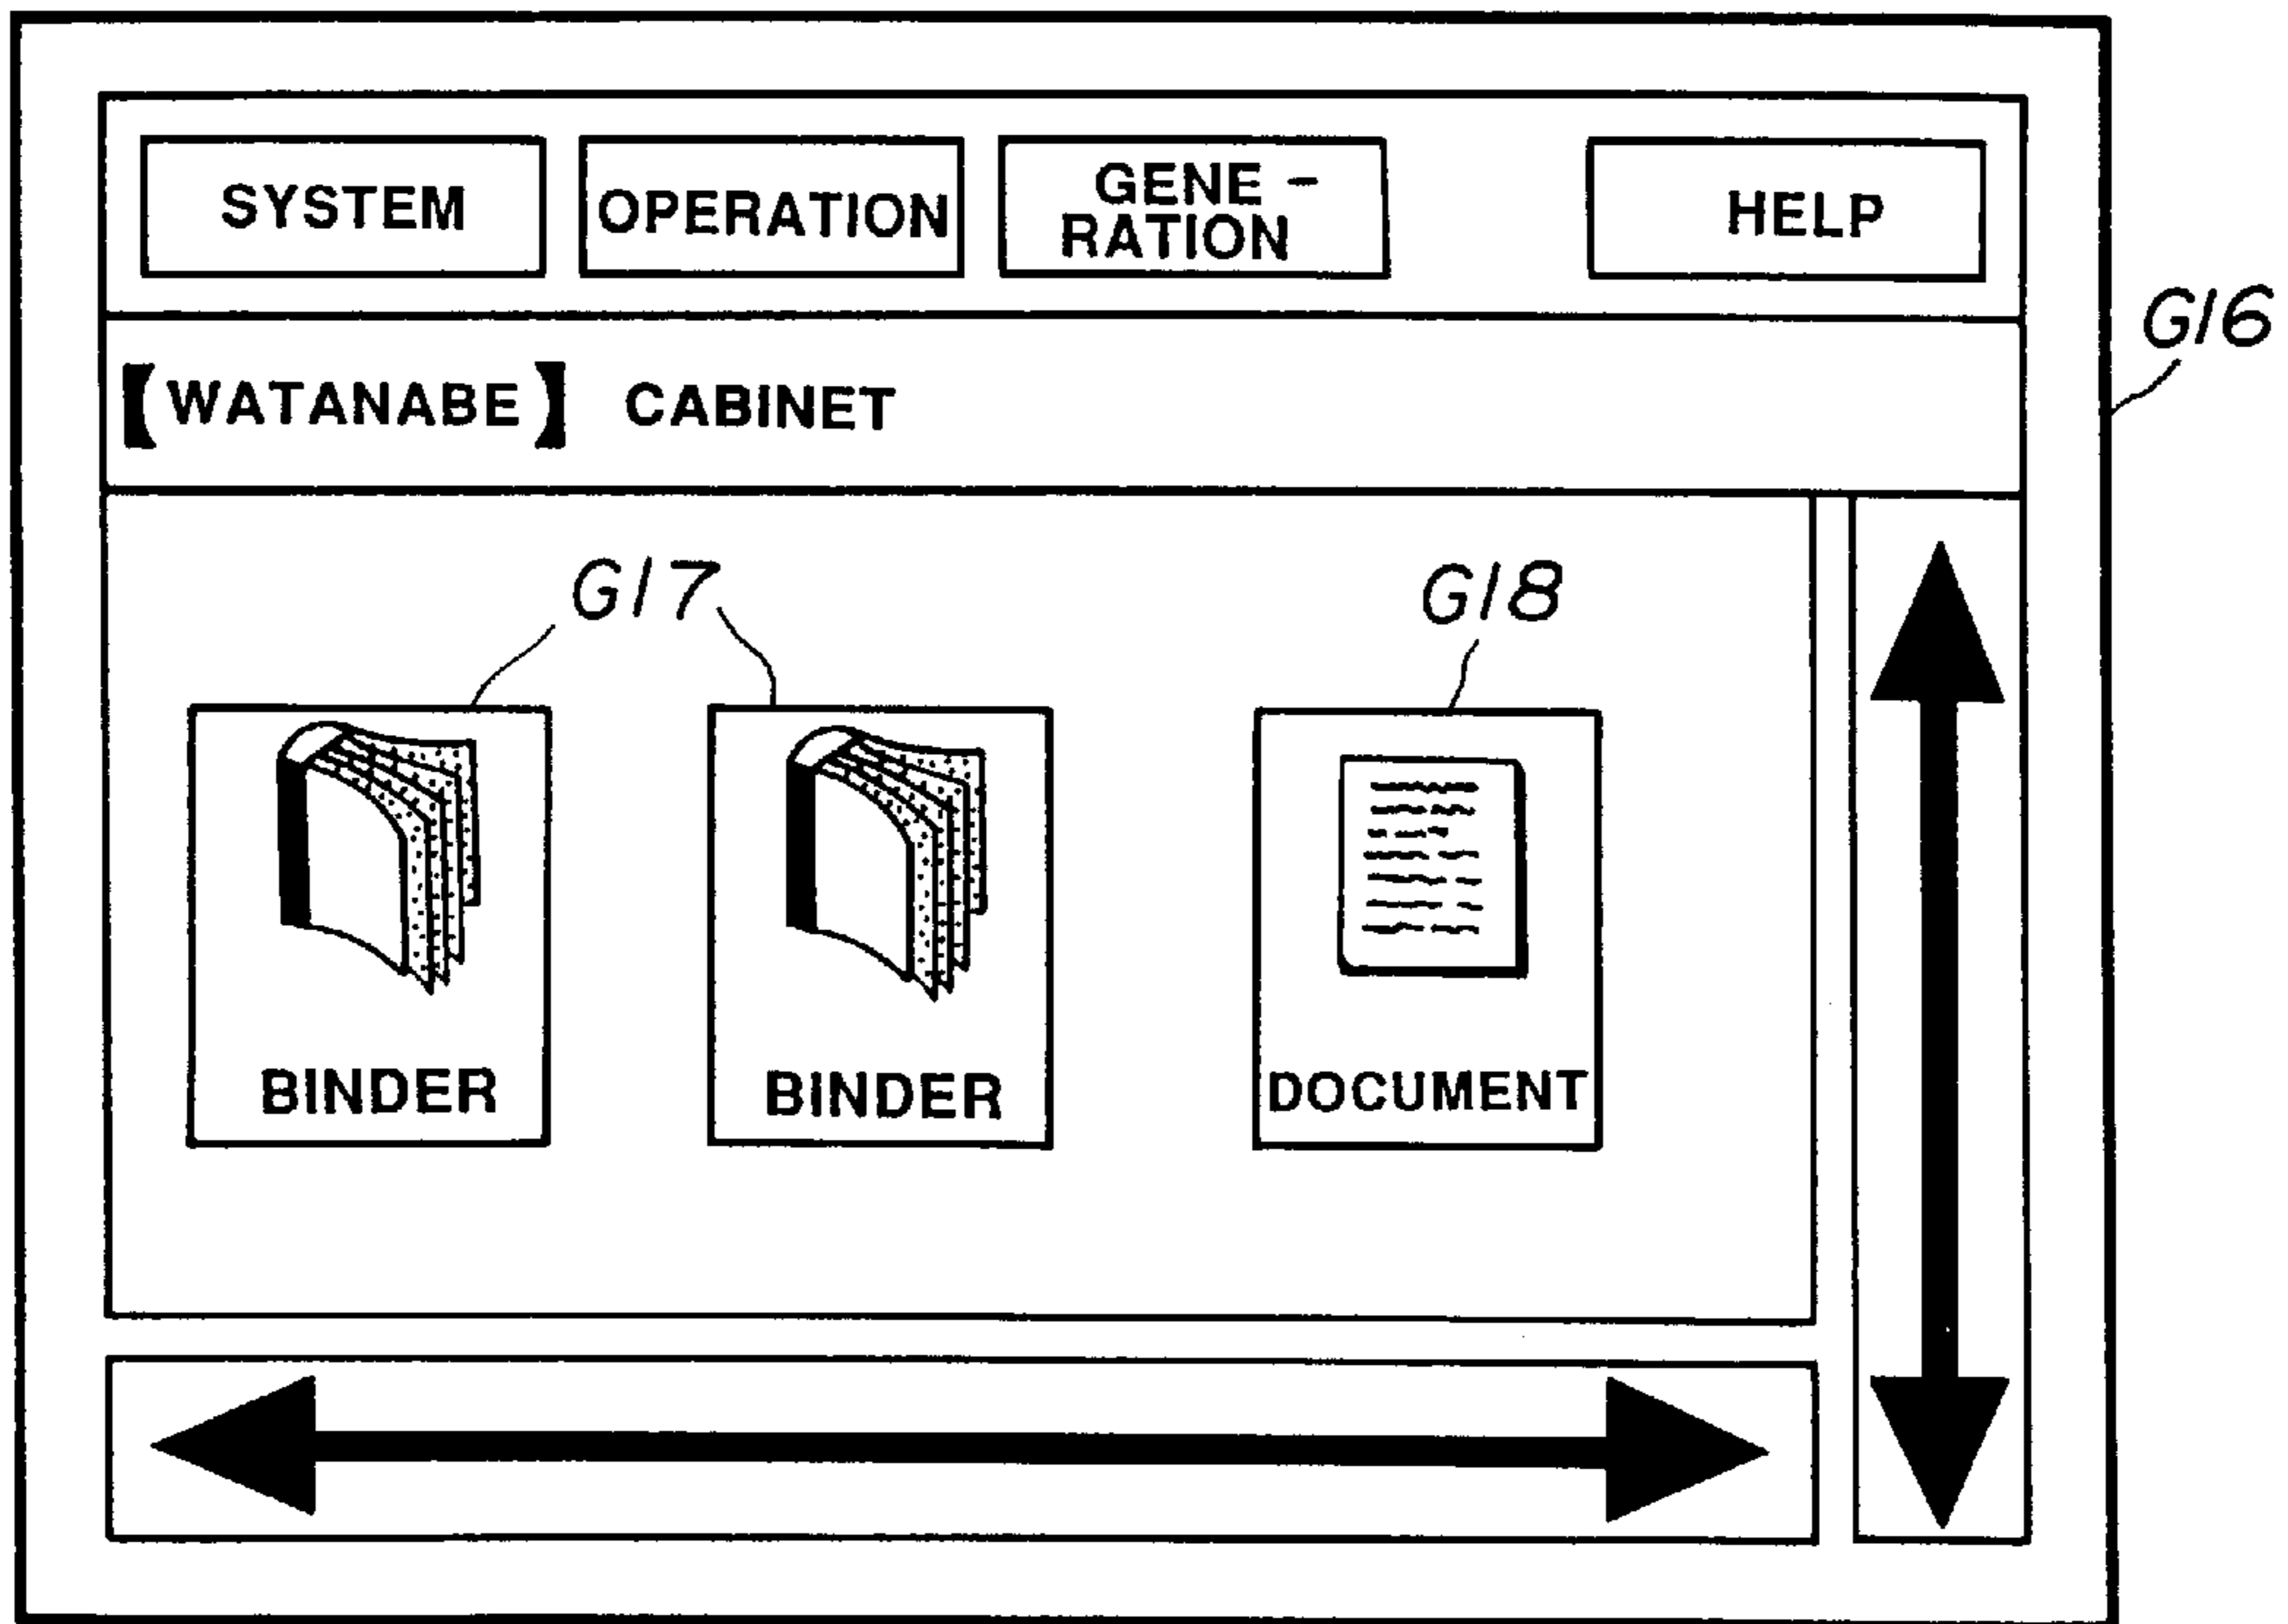 SYSTEM OPERATION GENE-
RATION HELP
G16
【WATANABE】 CABINET
G17 G18
BINDER BINDER DOCUMENT